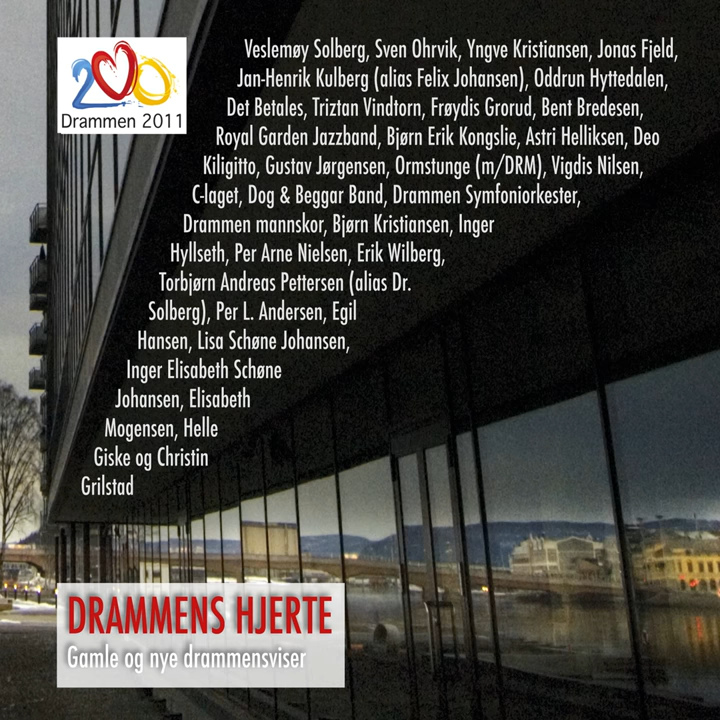 200
Drammen 2011
Veslemøy Solberg, Sven Ohrvik, Yngve Kristiansen, Jonas Fjeld,
Jan-Henrik Kulberg (alias Felix Johansen), Oddrun Hyttedalen,
Det Betales, Triztan Vindtorn, Frøydis Grorud, Bent Bredesen,
Royal Garden Jazzband, Bjørn Erik Kongslie, Astri Helliksen, Deo
Kiligitto, Gustav Jørgensen, Ormstunge (m/DRM), Vigdis Nilsen,
C-laget, Dog & Beggar Band, Drammen Symfoniorkester,
Drammen mannskor, Bjørn Kristiansen, Inger
Hyllseth, Per Arne Nielsen, Erik Wilberg,
Torbjørn Andreas Pettersen (alias Dr.
Solberg), Per L. Andersen, Egil
Hansen, Lisa Schøne Johansen,
Inger Elisabeth Schøne
Johansen, Elisabeth
Mogensen, Helle
Giske og Christin
Grilstad
DRAMMENS HJERTE
Gamle og nye drammensviser